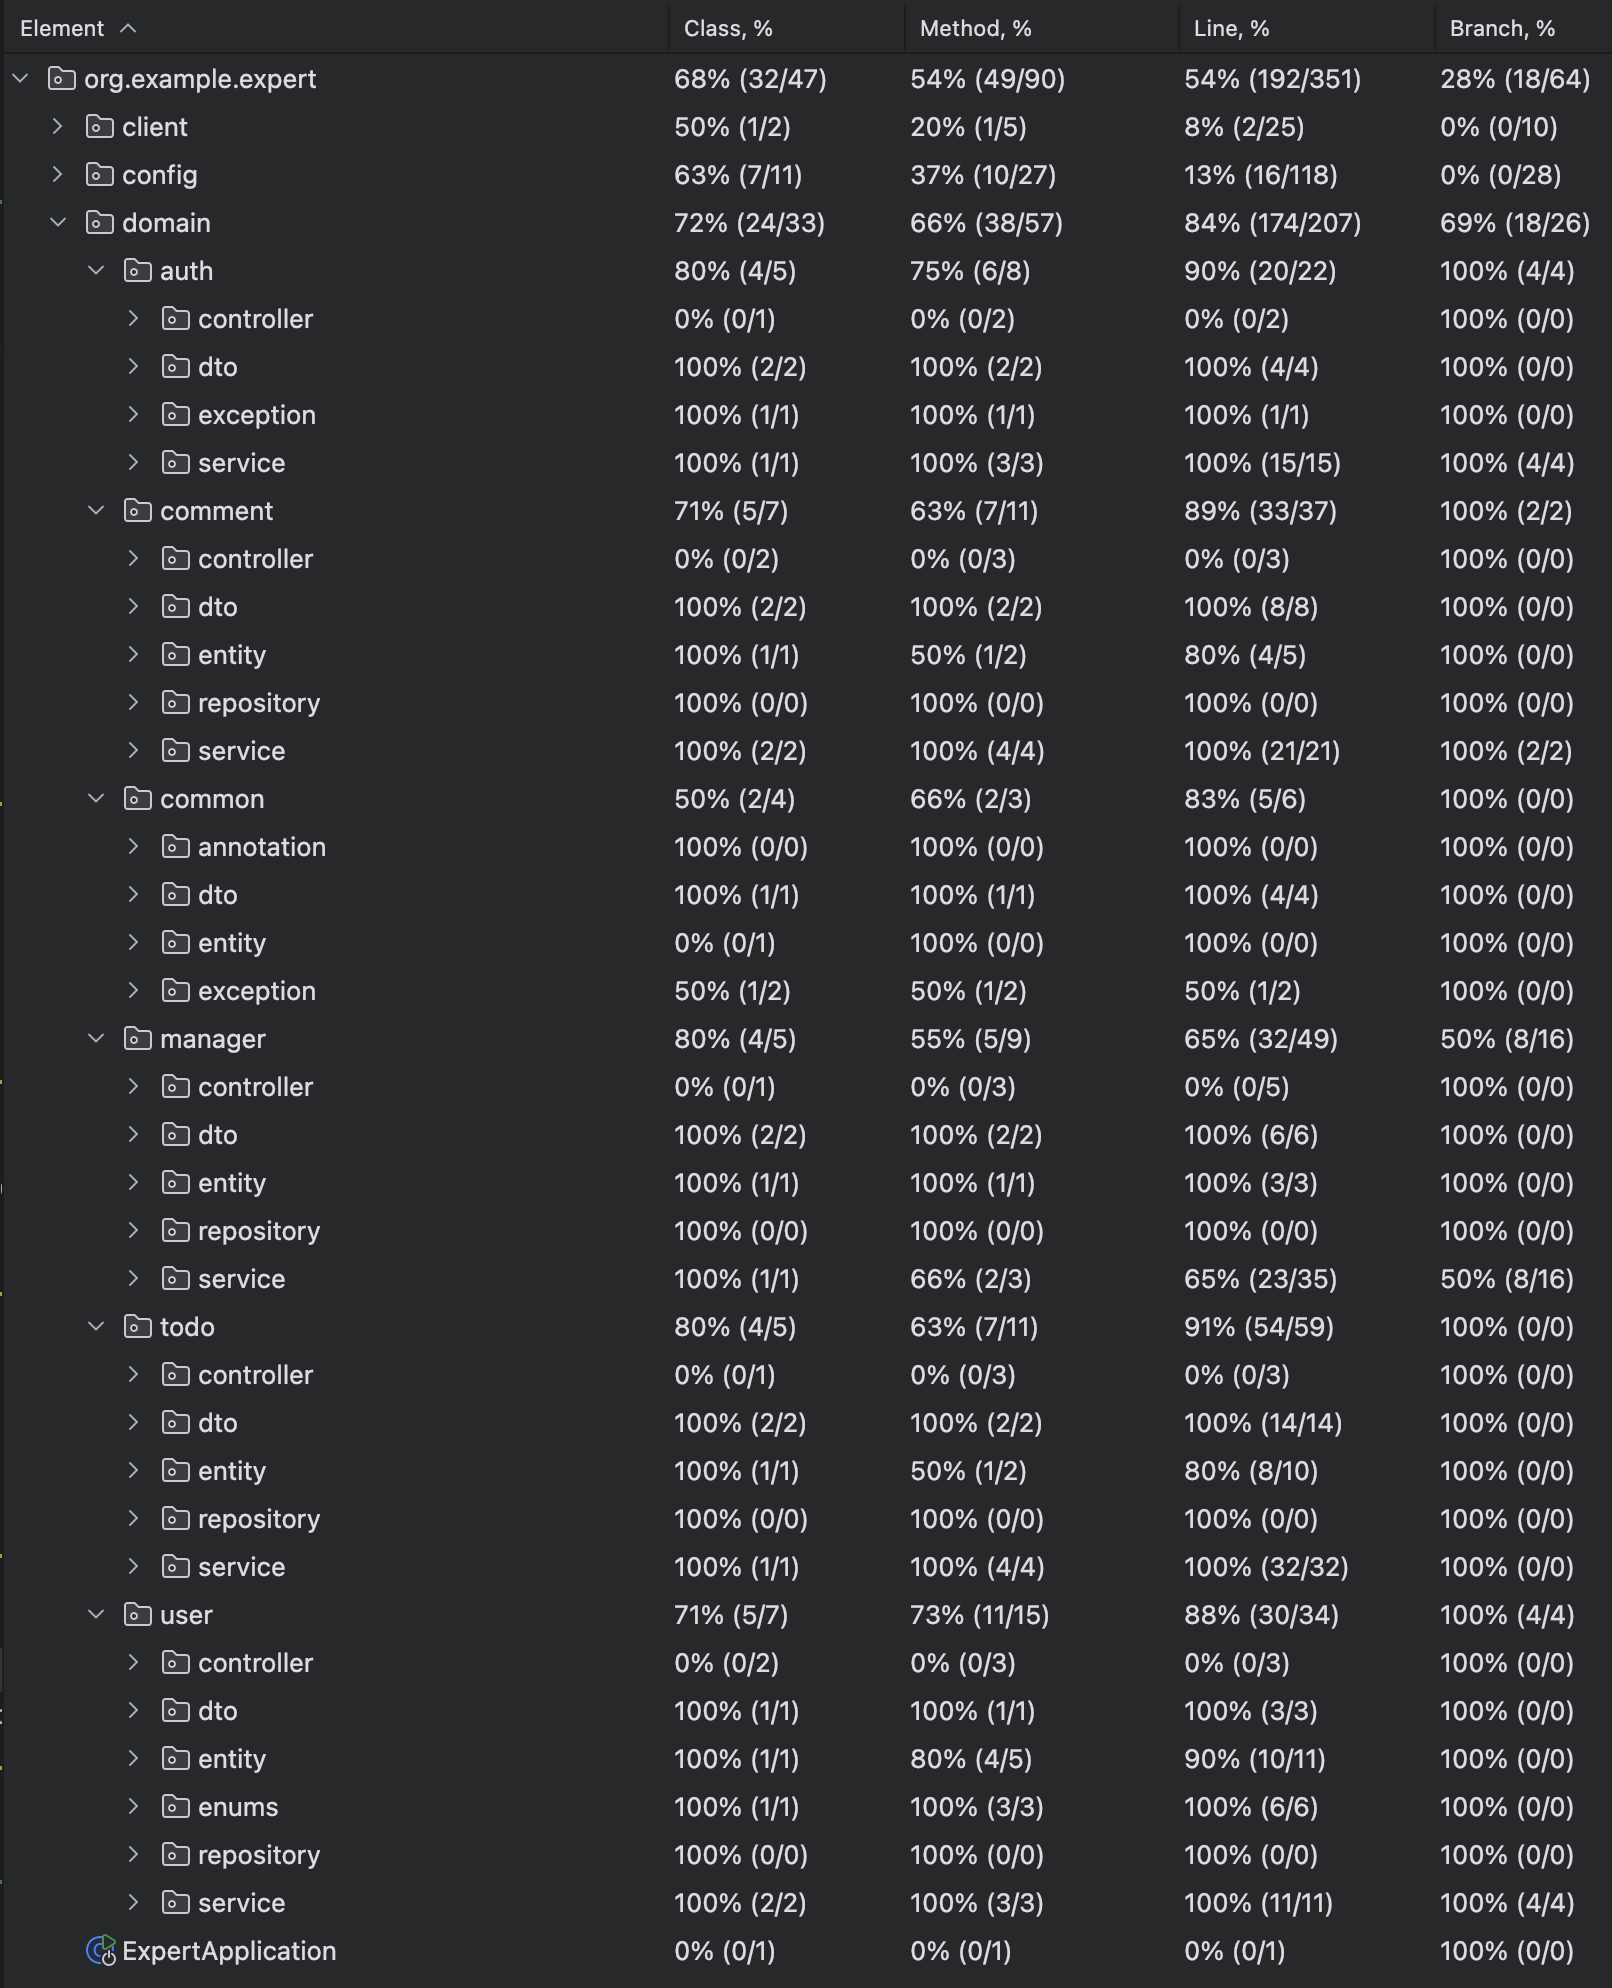 Element Class, % Method, % Line, % Branch, %
org.example.expert 68% (32/47) 54% (49/90) 54% (192/351) 28% (18/64)
client 50% (1/2) 20% (1/5) 8% (2/25) 0% (0/10)
config 63% (7/11) 37% (10/27) 13% (16/118) 0% (0/28)
domain 72% (24/33) 66% (38/57) 84% (174/207) 69% (18/26)
auth 80% (4/5) 75% (6/8) 90% (20/22) 100% (4/4)
controller 0% (0/1) 0% (0/2) 0% (0/2) 100% (0/0)
dto 100% (2/2) 100% (2/2) 100% (4/4) 100% (0/0)
exception 100% (1/1) 100% (1/1) 100% (1/1) 100% (0/0)
service 100% (1/1) 100% (3/3) 100% (15/15) 100% (4/4)
comment 71% (5/7) 63% (7/11) 89% (33/37) 100% (2/2)
controller 0% (0/2) 0% (0/3) 0% (0/3) 100% (0/0)
dto 100% (2/2) 100% (2/2) 100% (8/8) 100% (0/0)
entity 100% (1/1) 50% (1/2) 80% (4/5) 100% (0/0)
repository 100% (0/0) 100% (0/0) 100% (0/0) 100% (0/0)
service 100% (2/2) 100% (4/4) 100% (21/21) 100% (2/2)
common 50% (2/4) 66% (2/3) 83% (5/6) 100% (0/0)
annotation 100% (0/0) 100% (0/0) 100% (0/0) 100% (0/0)
dto 100% (1/1) 100% (1/1) 100% (4/4) 100% (0/0)
entity 0% (0/1) 100% (0/0) 100% (0/0) 100% (0/0)
exception 50% (1/2) 50% (1/2) 50% (1/2) 100% (0/0)
manager 80% (4/5) 55% (5/9) 65% (32/49) 50% (8/16)
controller 0% (0/1) 0% (0/3) 0% (0/5) 100% (0/0)
dto 100% (2/2) 100% (2/2) 100% (6/6) 100% (0/0)
entity 100% (1/1) 100% (1/1) 100% (3/3) 100% (0/0)
repository 100% (0/0) 100% (0/0) 100% (0/0) 100% (0/0)
service 100% (1/1) 66% (2/3) 65% (23/35) 50% (8/16)
todo 80% (4/5) 63% (7/11) 91% (54/59) 100% (0/0)
controller 0% (0/1) 0% (0/3) 0% (0/3) 100% (0/0)
dto 100% (2/2) 100% (2/2) 100% (14/14) 100% (0/0)
entity 100% (1/1) 50% (1/2) 80% (8/10) 100% (0/0)
repository 100% (0/0) 100% (0/0) 100% (0/0) 100% (0/0)
service 100% (1/1) 100% (4/4) 100% (32/32) 100% (0/0)
user 71% (5/7) 73% (11/15) 88% (30/34) 100% (4/4)
controller 0% (0/2) 0% (0/3) 0% (0/3) 100% (0/0)
dto 100% (1/1) 100% (1/1) 100% (3/3) 100% (0/0)
entity 100% (1/1) 80% (4/5) 90% (10/11) 100% (0/0)
enums 100% (1/1) 100% (3/3) 100% (6/6) 100% (0/0)
repository 100% (0/0) 100% (0/0) 100% (0/0) 100% (0/0)
service 100% (2/2) 100% (3/3) 100% (11/11) 100% (4/4)
ExpertApplication 0% (0/1) 0% (0/1) 0% (0/1) 100% (0/0)